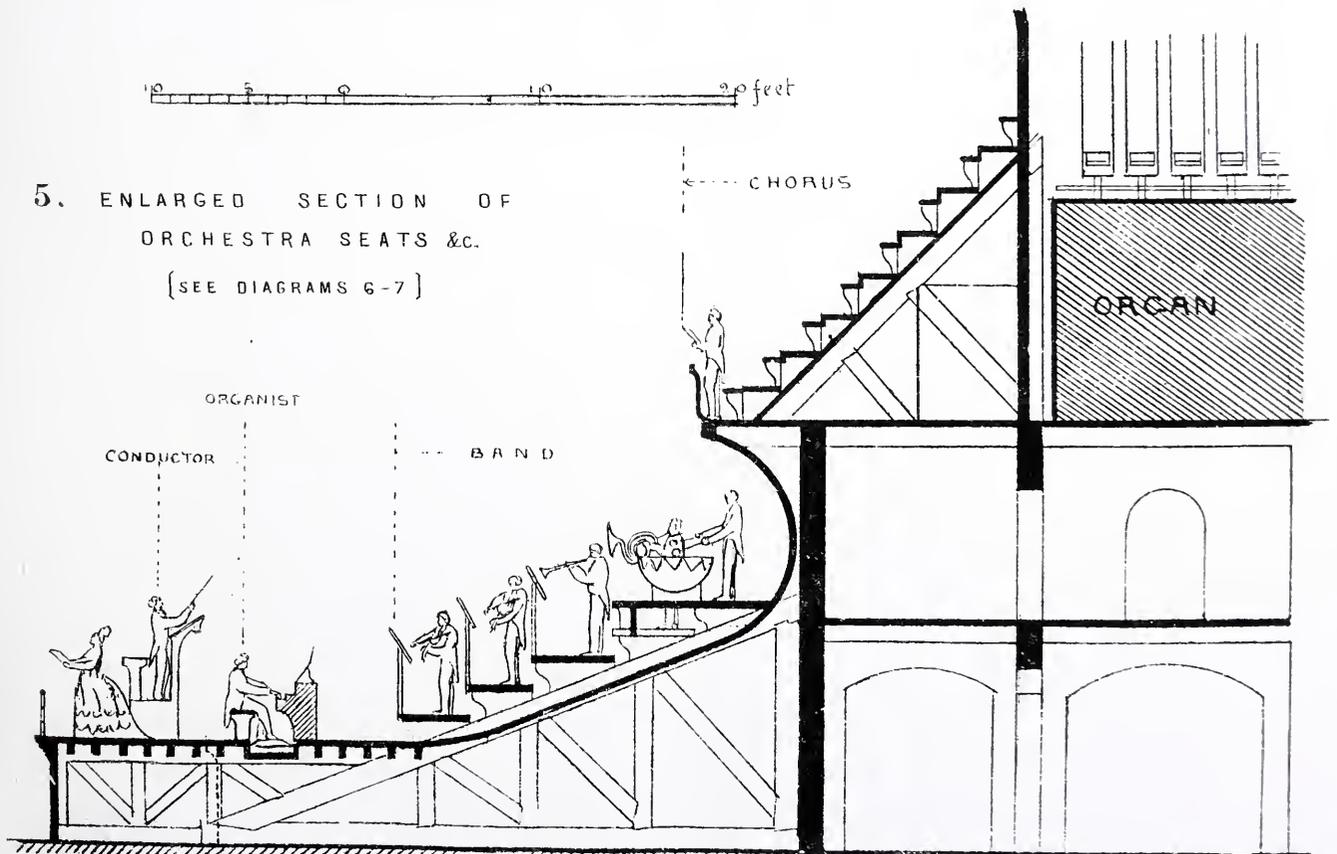 10 5 0 10 20 feet
CHORUS
5. ENLARGED SECTION OF
ORCHESTRA SEATS &c.
[SEE DIAGRAMS 6-7]
ORGAN
ORGANIST
CONDUCTOR
BAND